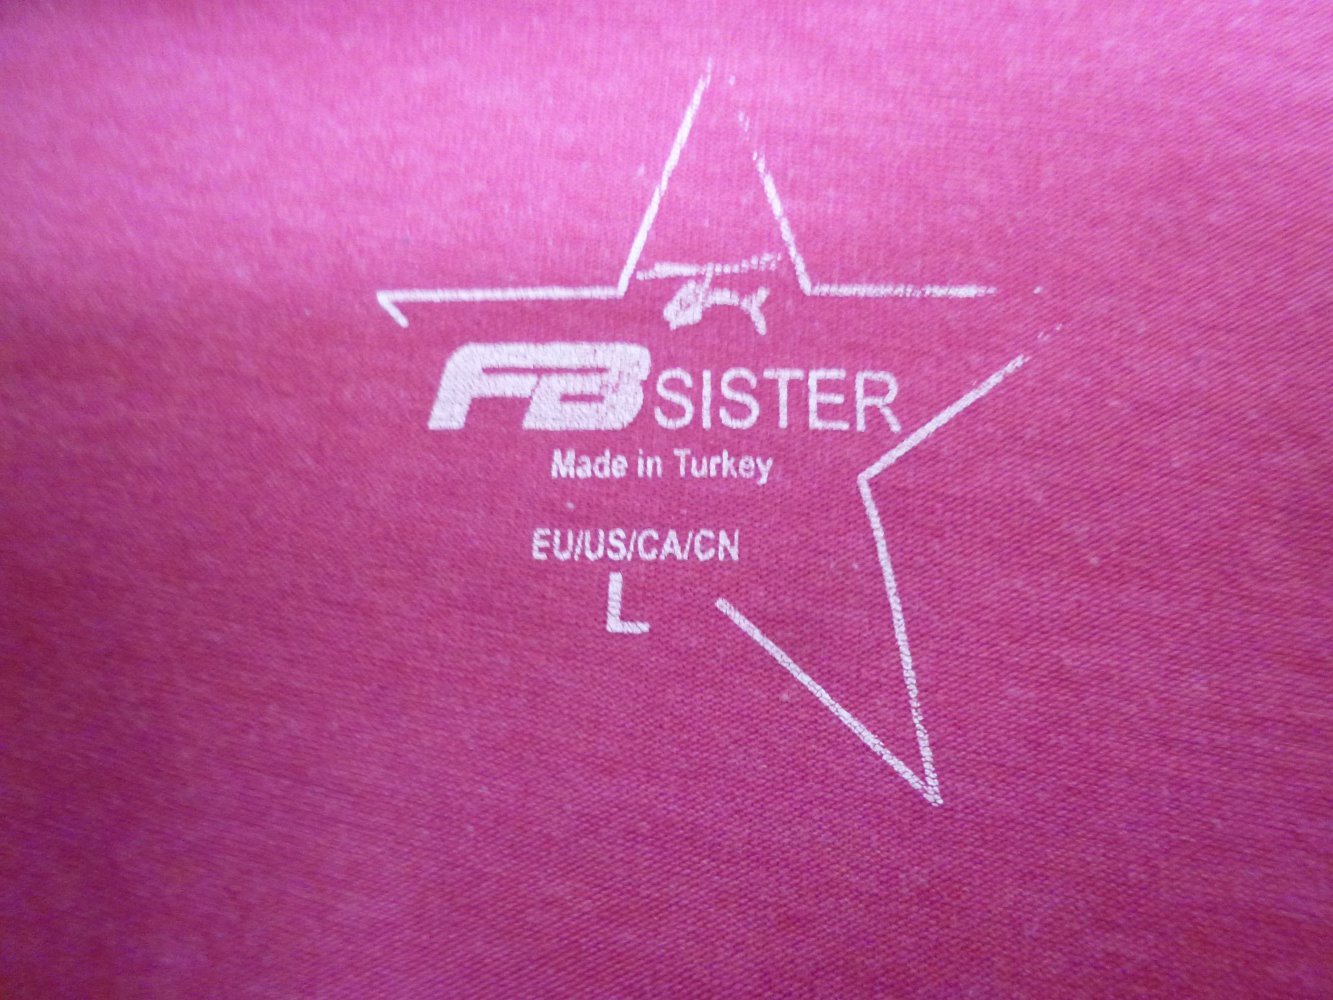 FB SISTER
Made in Turkey
EU/US/CA/CN
L